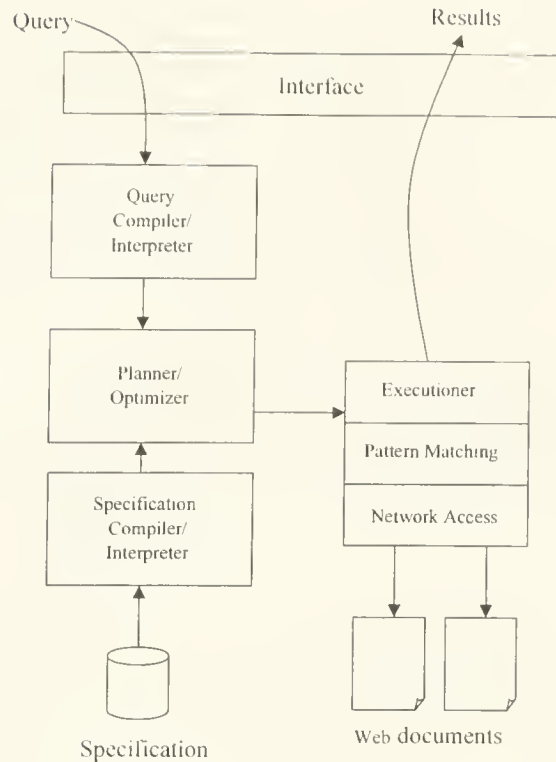 Query
Results
Interface
Query
Compiler/
Interpreter
Planner/
Optimizer
Executioner
Pattern Matching
Specification
Compiler/
Interpreter
Network Access
Specification
Web documents